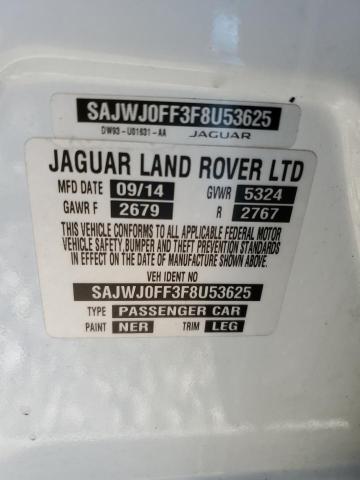 SAJWJ0FF3F8U53625
DW93 - U01631 - AA JAGUAR
JAGUAR LAND ROVER LTD
MFD DATE 09/14 GVWR 5324
GAWR F 2679 R 2767
THIS VEHICLE CONFORMS TO ALL APPLICABLE FEDERAL MOTOR
VEHICLE SAFETY,BUMPER AND THEFT PREVENTION STANDARDS
IN EFFECT ON THE DATE OF MANUFACTURE SHOWN ABOVE.
VEH IDENT NO
SAJWJ0FF3F8U53625
TYPE PASSENGER CAR
PAINT NER TRIM LEG